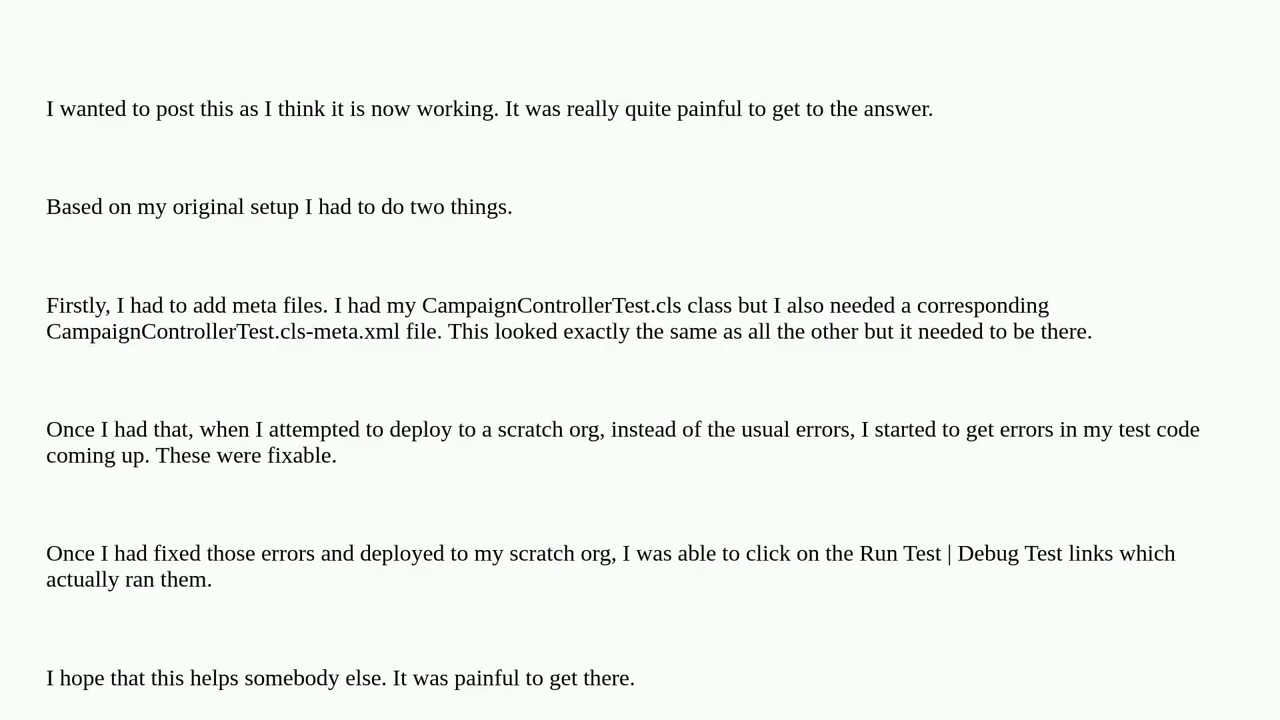 I wanted to post this as I think it is now working. It was really quite painful to get to the answer.
Based on my original setup I had to do two things.
Firstly, I had to add meta files. I had my CampaignControllerTest.cls class but I also needed a corresponding
CampaignControllerTest.cls-meta.xml file. This looked exactly the same as all the other but it needed to be there.
Once I had that, when I attempted to deploy to a scratch org, instead of the usual errors, I started to get errors in my test code
coming up. These were fixable.
Once I had fixed those errors and deployed to my scratch org, I was able to click on the Run Test | Debug Test links which
actually ran them.
I hope that this helps somebody else. It was painful to get there.